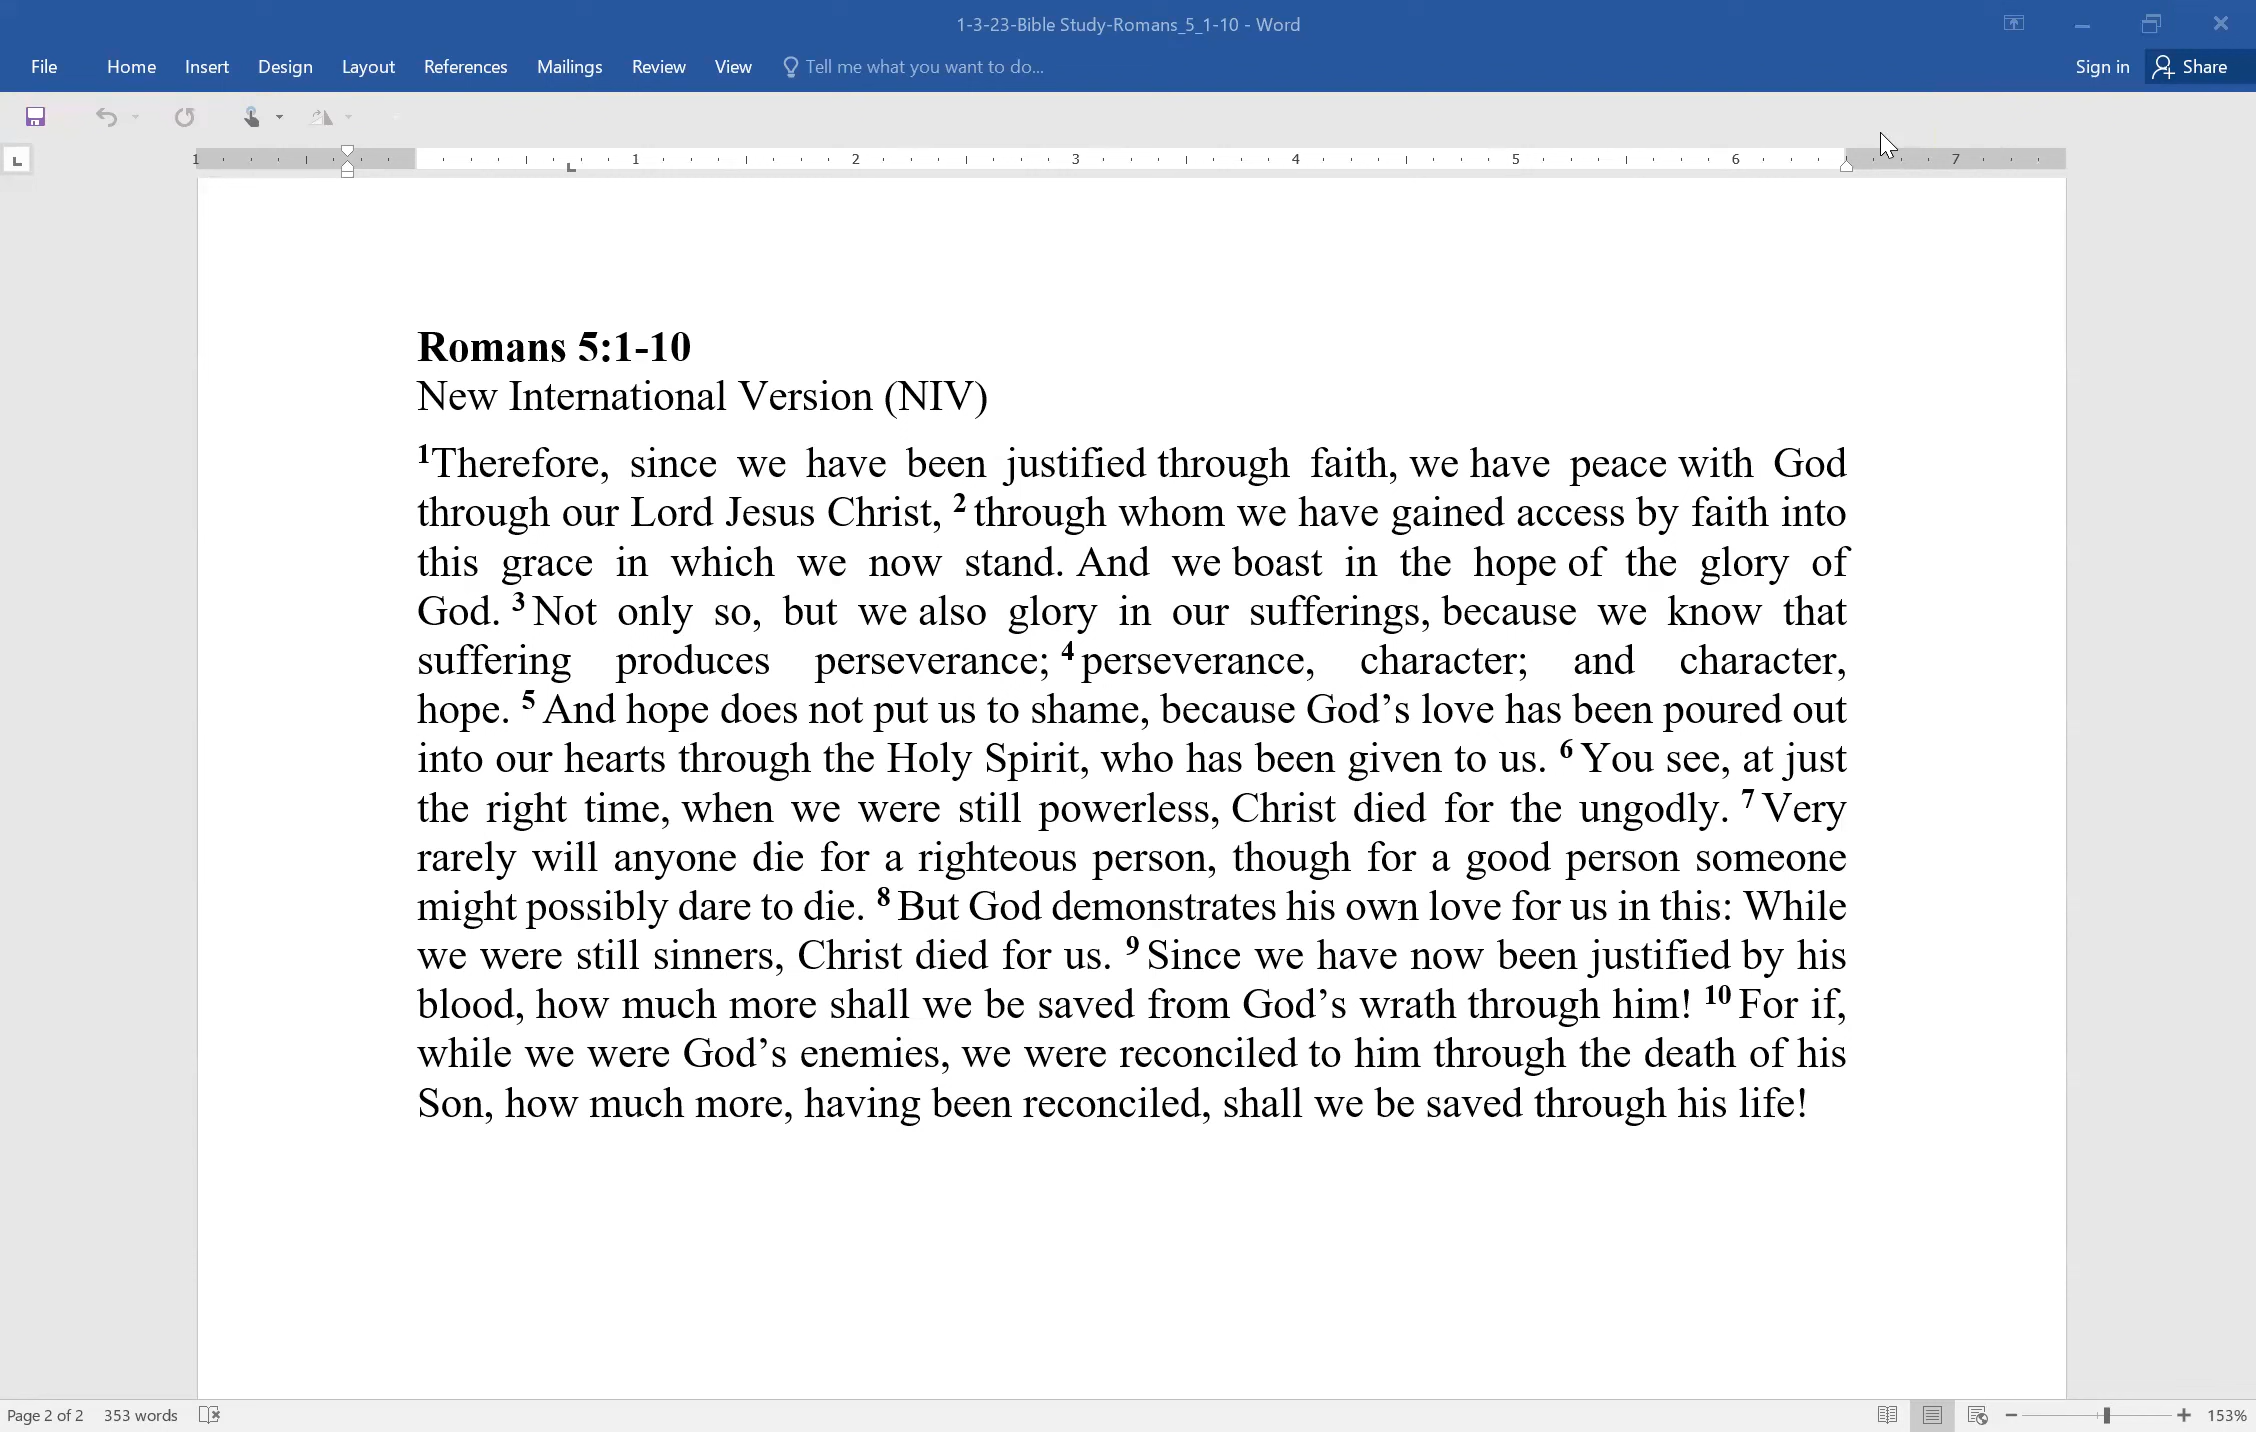 1-3-23-Bible Study-Romans_5_1-10 - Word
File Home Insert Design Layout References Mailings Review View Tell me what you want to do... Sign in Share
1 1 2 3 4 5 6 7
Romans 5:1-10
New International Version (NIV)
1Therefore, since we have been justified through faith, we have peace with God
through our Lord Jesus Christ, 2 through whom we have gained access by faith into
this grace in which we now stand. And we boast in the hope of the glory of
God. 3 Not only so, but we also glory in our sufferings, because we know that
suffering produces perseverance; 4 perseverance, character; and character,
hope. 5 And hope does not put us to shame, because God’s love has been poured out
into our hearts through the Holy Spirit, who has been given to us. 6 You see, at just
the right time, when we were still powerless, Christ died for the ungodly. 7 Very
rarely will anyone die for a righteous person, though for a good person someone
might possibly dare to die. 8 But God demonstrates his own love for us in this: While
we were still sinners, Christ died for us. 9 Since we have now been justified by his
blood, how much more shall we be saved from God’s wrath through him! 10 For if,
while we were God’s enemies, we were reconciled to him through the death of his
Son, how much more, having been reconciled, shall we be saved through his life!
Page 2 of 2 353 words 153%